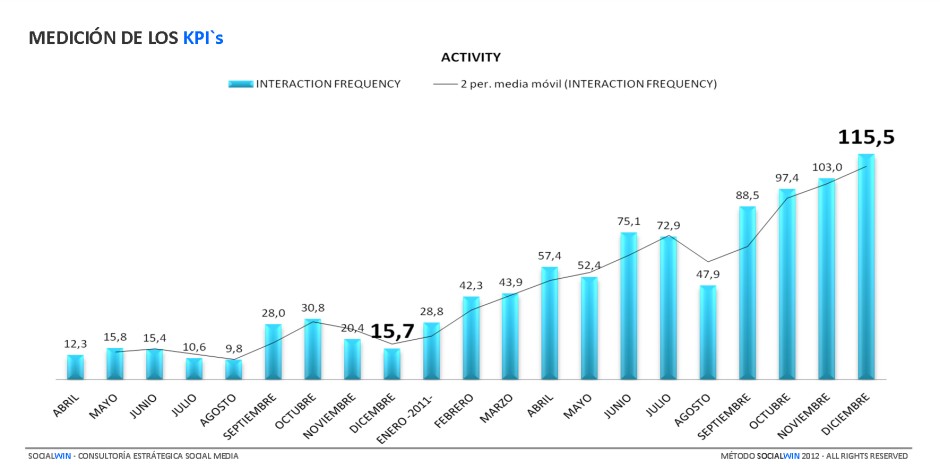 MEDICIÓN DE LOS KPI`s
ACTIVITY
INTERACTION FREQUENCY
2 per. media móvil (INTERACTION FREQUENCY)
12,3
15,8
15,4
10,6
9,8
28,0
30,8
20,4
15,7
28,8
42,3
43,9
57,4
52,4
75,1
72,9
47,9
88,5
97,4
103,0
115,5
ABRIL
MAYO
JUNIO
JULIO
AGOSTO
SEPTIEMBRE
OCTUBRE
NOVIEMBRE
DICEMBRE
ENERO -2011-
FEBRERO
MARZO
ABRIL
MAYO
JUNIO
JULIO
AGOSTO
SEPTIEMBRE
OCTUBRE
NOVIEMBRE
DICIEMBRE
SOCIALWIN - CONSULTORÍA ESTRÁTEGICA SOCIAL MEDIA
MÉTODO SOCIALWIN 2012 - ALL RIGHTS RESERVED